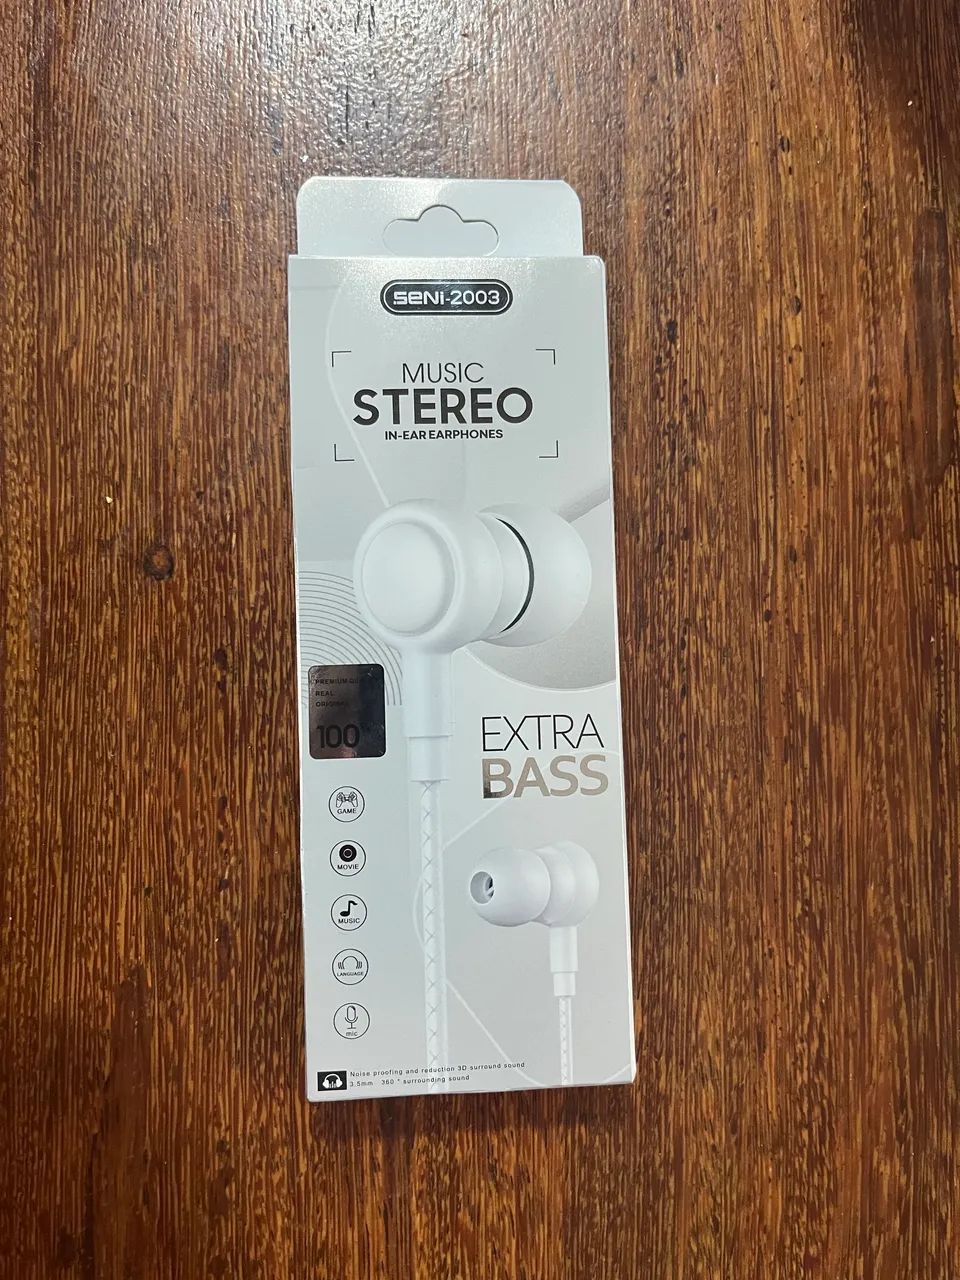 SENi-2003
MUSIC
STEREO
IN-EAR EARPHONES
EXTRA
BASS
PREMIUM
REAL
ORIGINAL
100
GAME
MOVIE
MUSIC
LANGUAGE
mic
Noise proofing and reduction 3D surround sound
3.5mm 360° surrounding sound